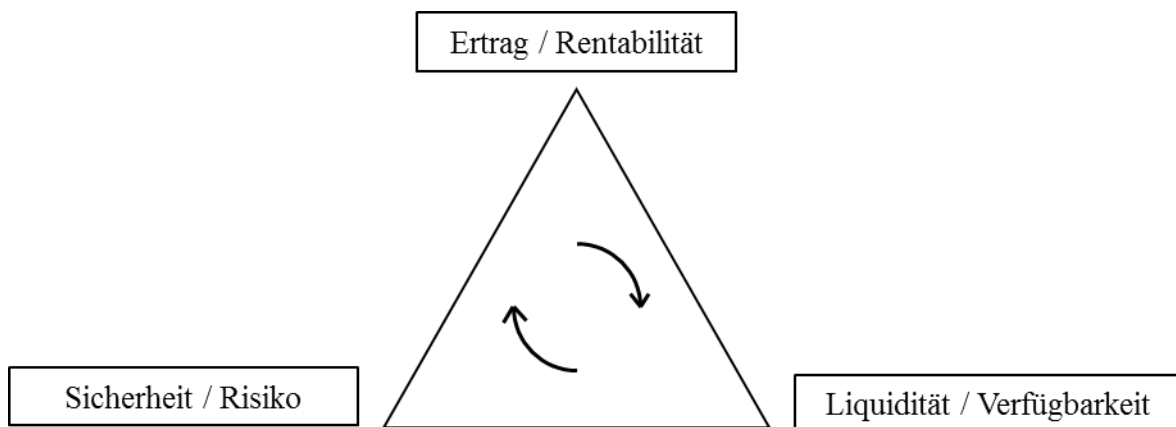 Ertrag / Rentabilität
Sicherheit / Risiko
Liquidität / Verfügbarkeit